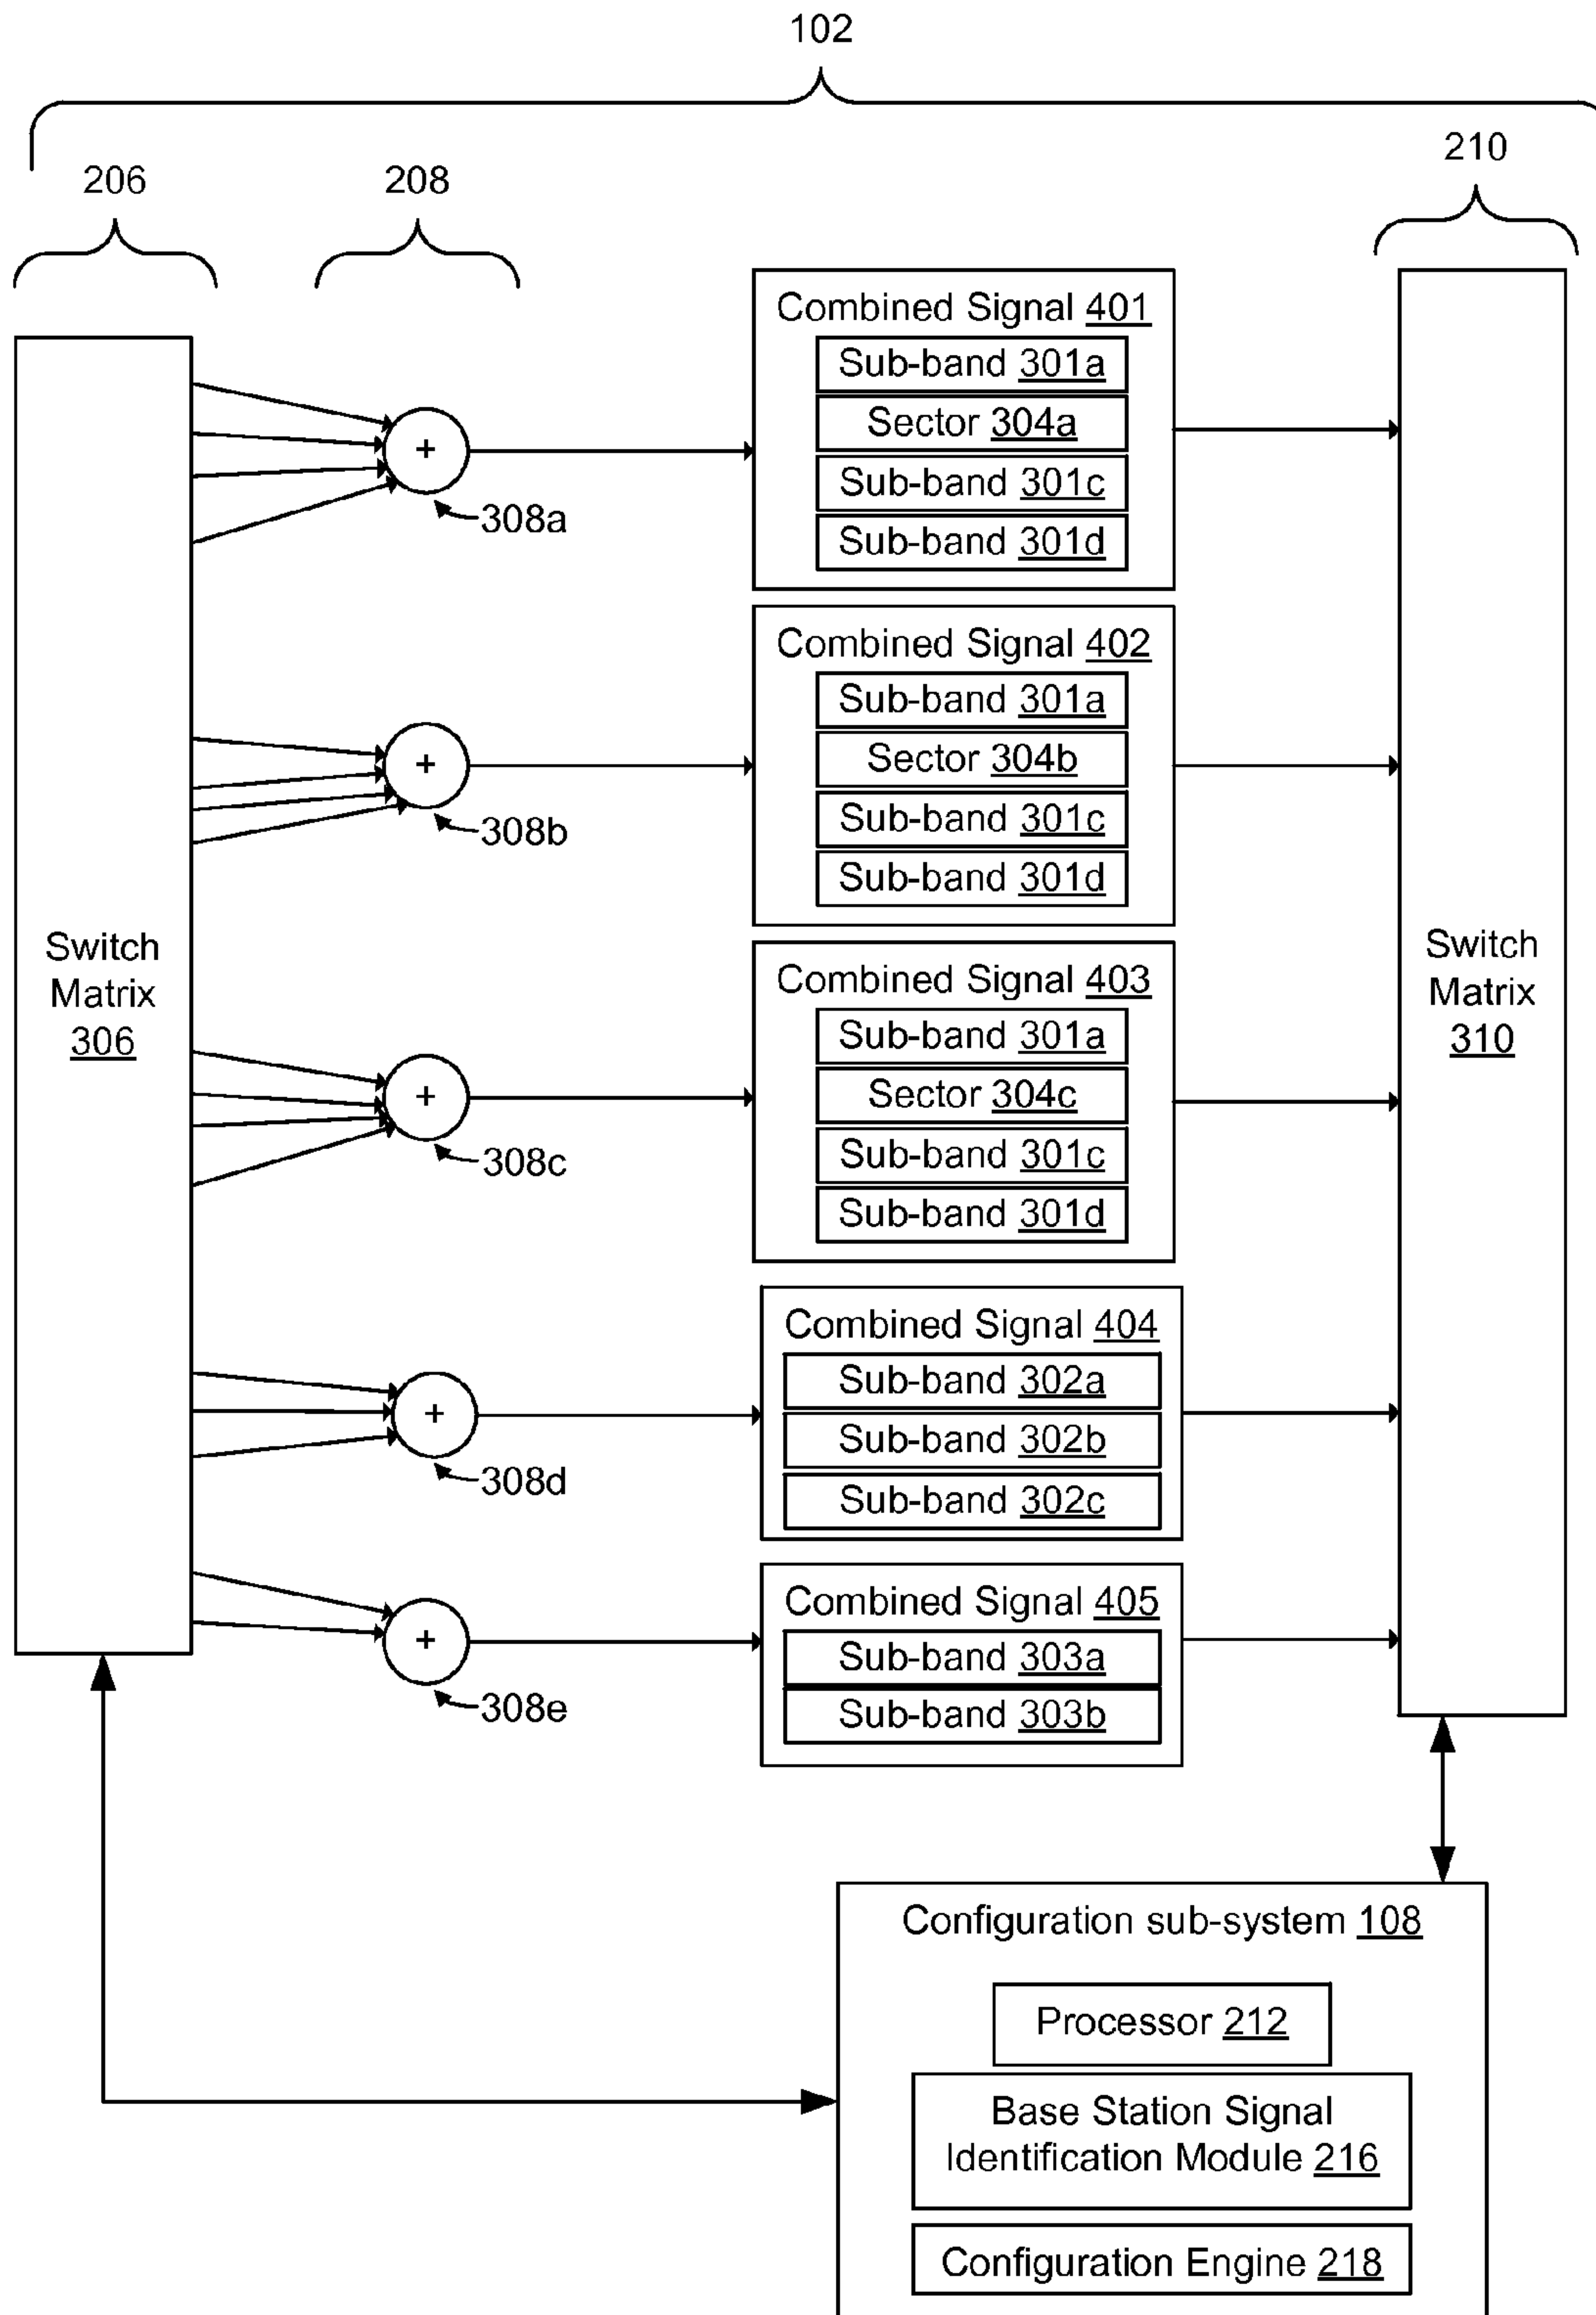 102
206
208
210
Switch
Matrix
306
+
308a
+
308b
+
308c
+
308d
+
308e
Combined Signal 401
Sub-band 301a
Sector 304a
Sub-band 301c
Sub-band 301d
Combined Signal 402
Sub-band 301a
Sector 304b
Sub-band 301c
Sub-band 301d
Combined Signal 403
Sub-band 301a
Sector 304c
Sub-band 301c
Sub-band 301d
Combined Signal 404
Sub-band 302a
Sub-band 302b
Sub-band 302c
Combined Signal 405
Sub-band 303a
Sub-band 303b
Switch
Matrix
310
Configuration sub-system 108
Processor 212
Base Station Signal
Identification Module 216
Configuration Engine 218